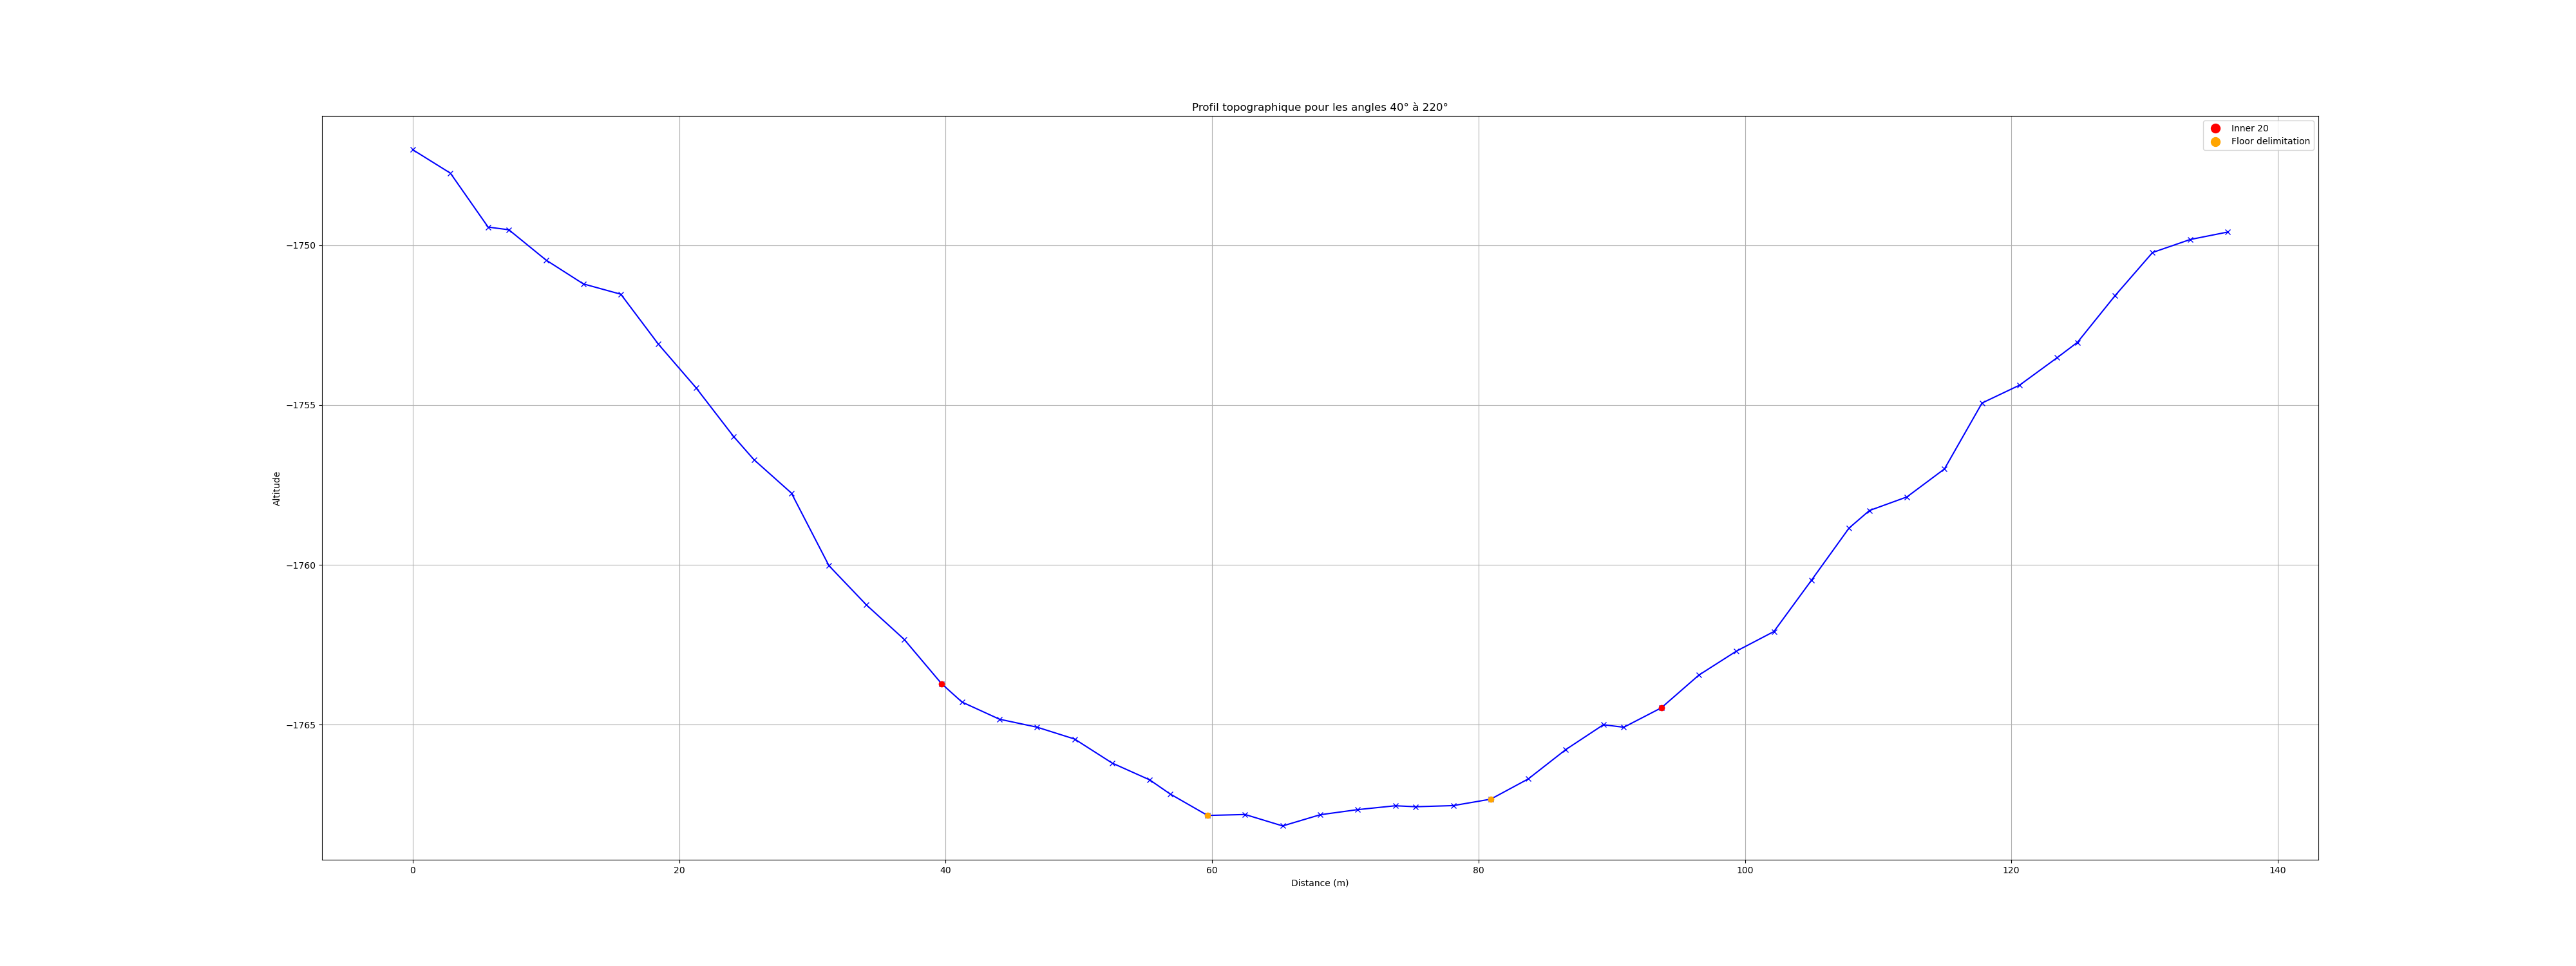 Profil topographique pour les angles 40° à 220°
Inner 20
Floor delimitation
Altitude
−1750
−1755
−1760
−1765
0 20 40 60 80 100 120 140
Distance (m)